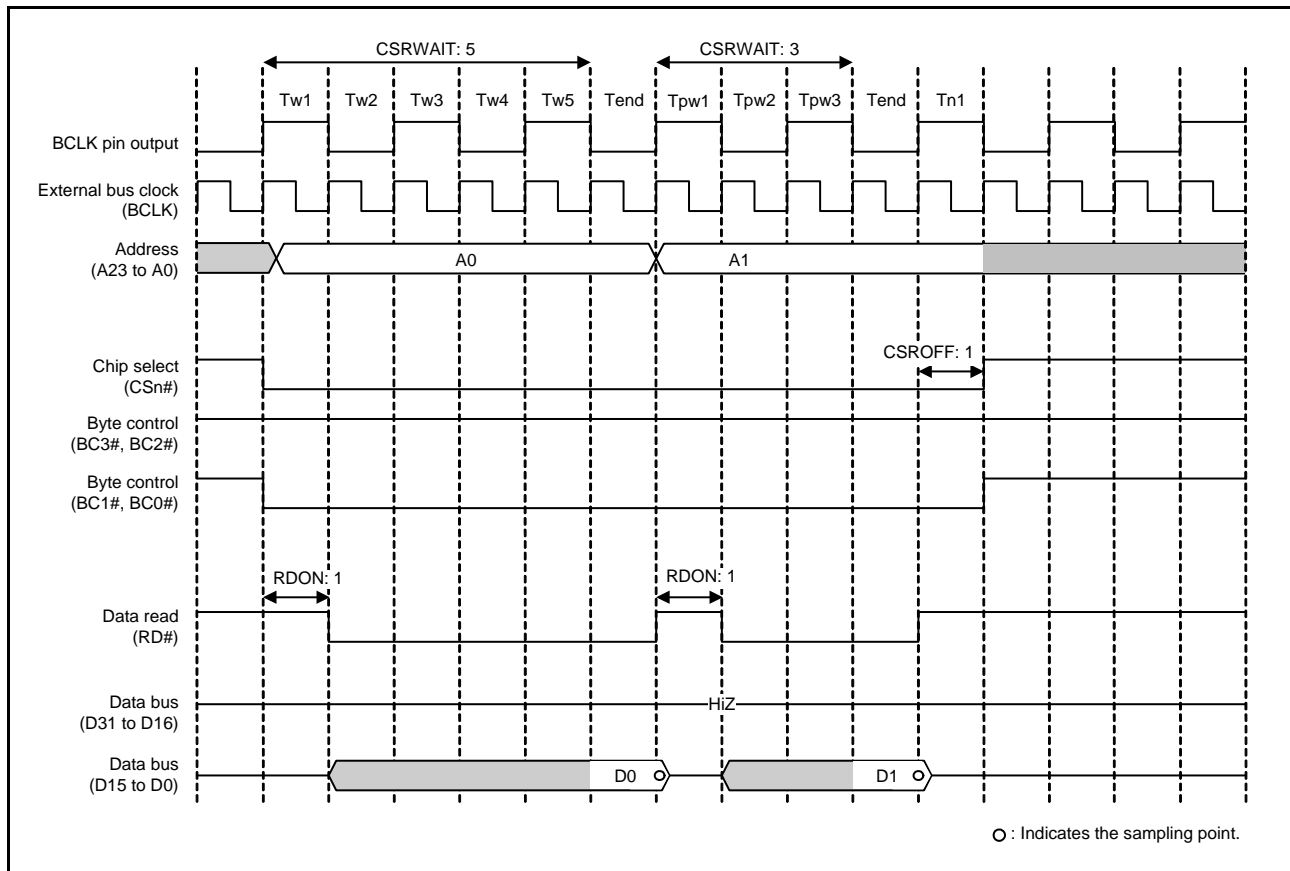 CSRWAIT: 5
CSRWAIT: 3
Tw1 Tw2 Tw3 Tw4 Tw5 Tend Tpw1 Tpw2 Tpw3 Tend Tn1
BCLK pin output
External bus clock
(BCLK)
Address
(A23 to A0)
A0
A1
CSROFF: 1
Chip select
(CSn#)
Byte control
(BC3#, BC2#)
Byte control
(BC1#, BC0#)
RDON: 1
RDON: 1
Data read
(RD#)
Data bus
(D31 to D16)
HiZ
Data bus
(D15 to D0)
D0
D1
: Indicates the sampling point.